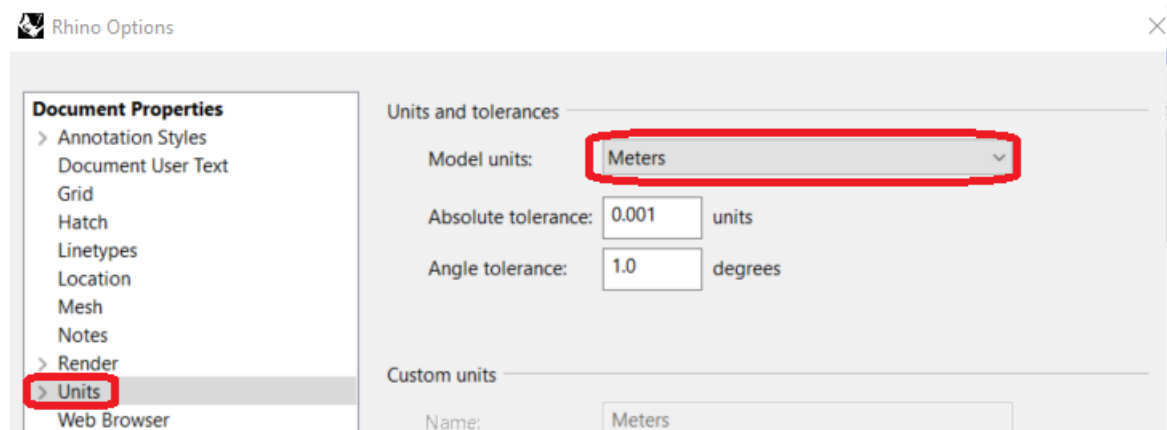 Rhino Options
Document Properties
Annotation Styles
Document User Text
Grid
Hatch
Linetypes
Location
Mesh
Notes
Render
Units
Web Browser
Units and tolerances
Model units: Meters
Absolute tolerance: 0.001 units
Angle tolerance: 1.0 degrees
Custom units
Name: Meters